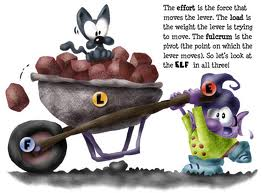 The effort is the force that
moves the lever. The load is
the weight the lever is trying
to move. The fulcrum is the
pivot (the point on which the
lever moves). So let's look at
the ELF in all three!
L
E
F